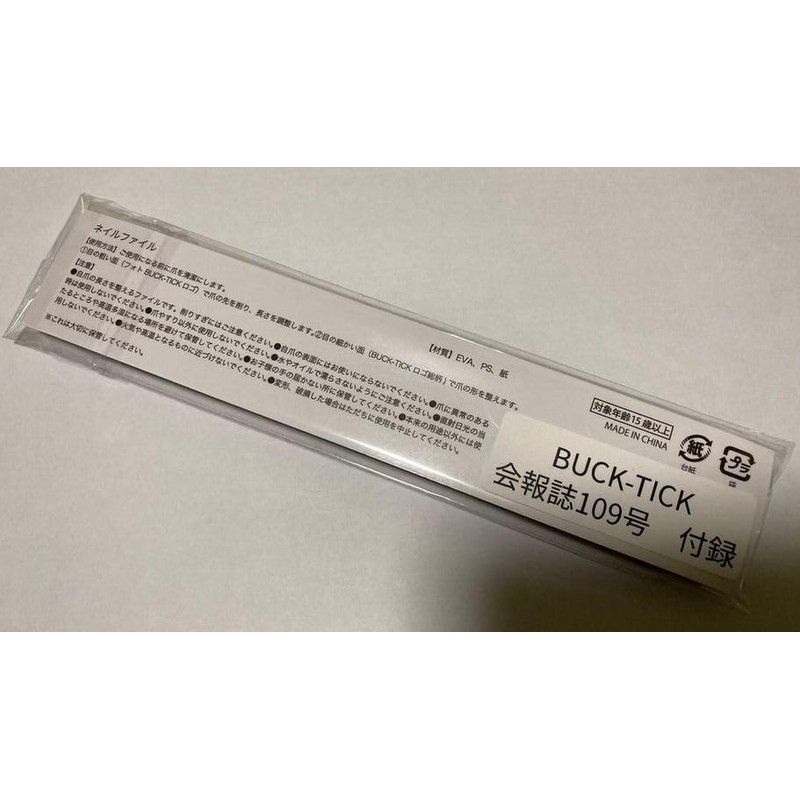 ネイルファイル
【使用方法】ご使用になる前に爪を清潔にします。
①目の粗い面（フォト BUCK-TICK ロゴ）で爪の先を削り、長さを調整します。②目の細かい面（BUCK-TICK ロゴ総柄）で爪の形を整えます。
【注意】
●自爪の長さを整えるファイルです。削りすぎにはご注意ください。●自爪の表面にはお使いにならないでください。●爪に異常のある
時は使用しないでください。●爪やすり以外に使用しないでください。●水やオイルで濡らさないようにご注意ください。●直射日光の当
たるところや高温多湿になる場所を避けて保管してください。●お子様の手の届かない所に保管してください。●本来の用途以外には使
用しないでください。●火気や高温となるものに近づけないでください。●変形、破損した場合はただちに使用を中止してください。
※これは大切に保管してください。
【材質】EVA、PS、紙
対象年齢15歳以上
MADE IN CHINA
紙
台紙
プラ
袋
BUCK-TICK
会報誌109号 付録